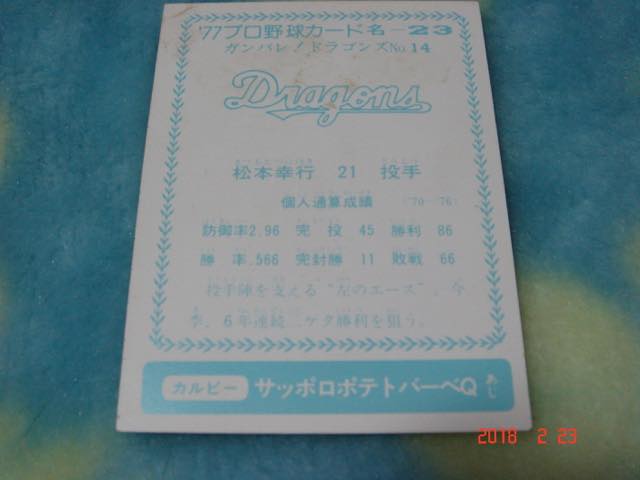 '77プロ野球カード名-23
ガンバレ!ドラゴンズNo.14
Dragons
松本幸行 21 投手
個人通算成績 ('70-'76)
防御率2.96 完投 45 勝利 86
勝率.566 完封勝 11 敗戦 66
投手陣を支える“左のエース”。今
季、6年連続二ケタ勝利を狙う。
カルビー サッポロポテトバーベQあじ
2018 2 23